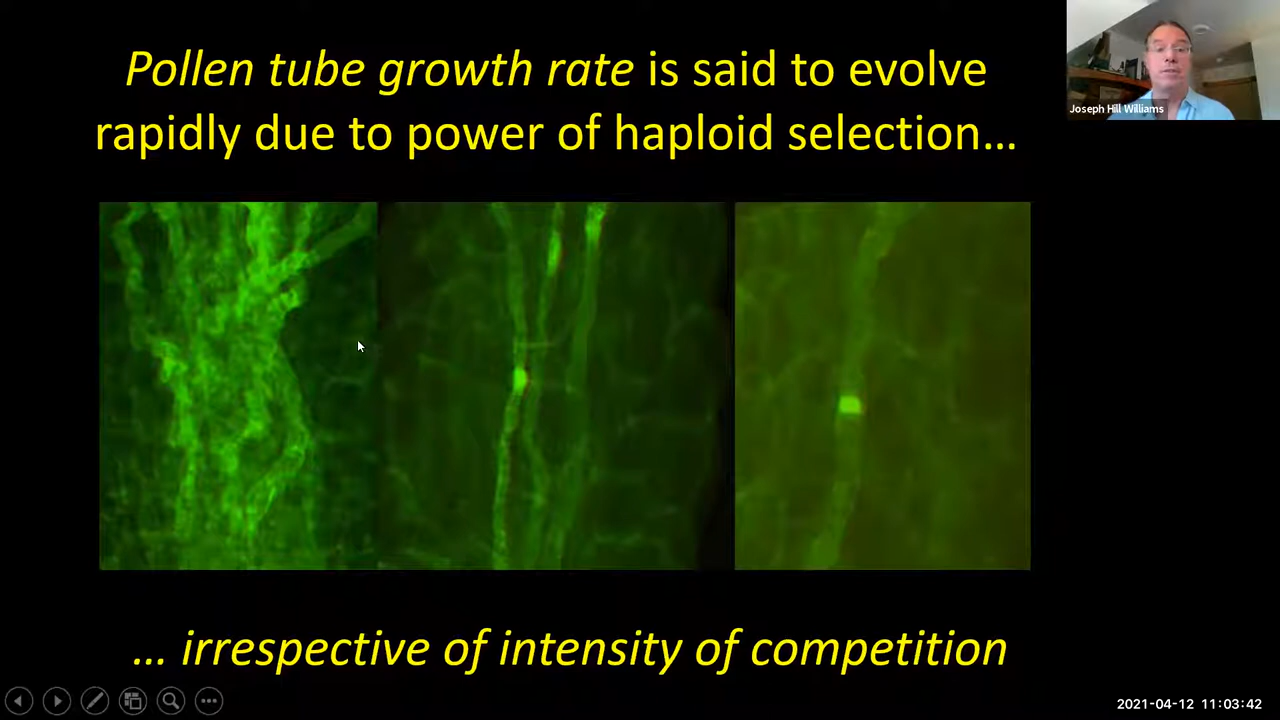 Pollen tube growth rate is said to evolve
rapidly due to power of haploid selection...
Joseph Hill Williams
... irrespective of intensity of competition
2021-04-12 11:03:42